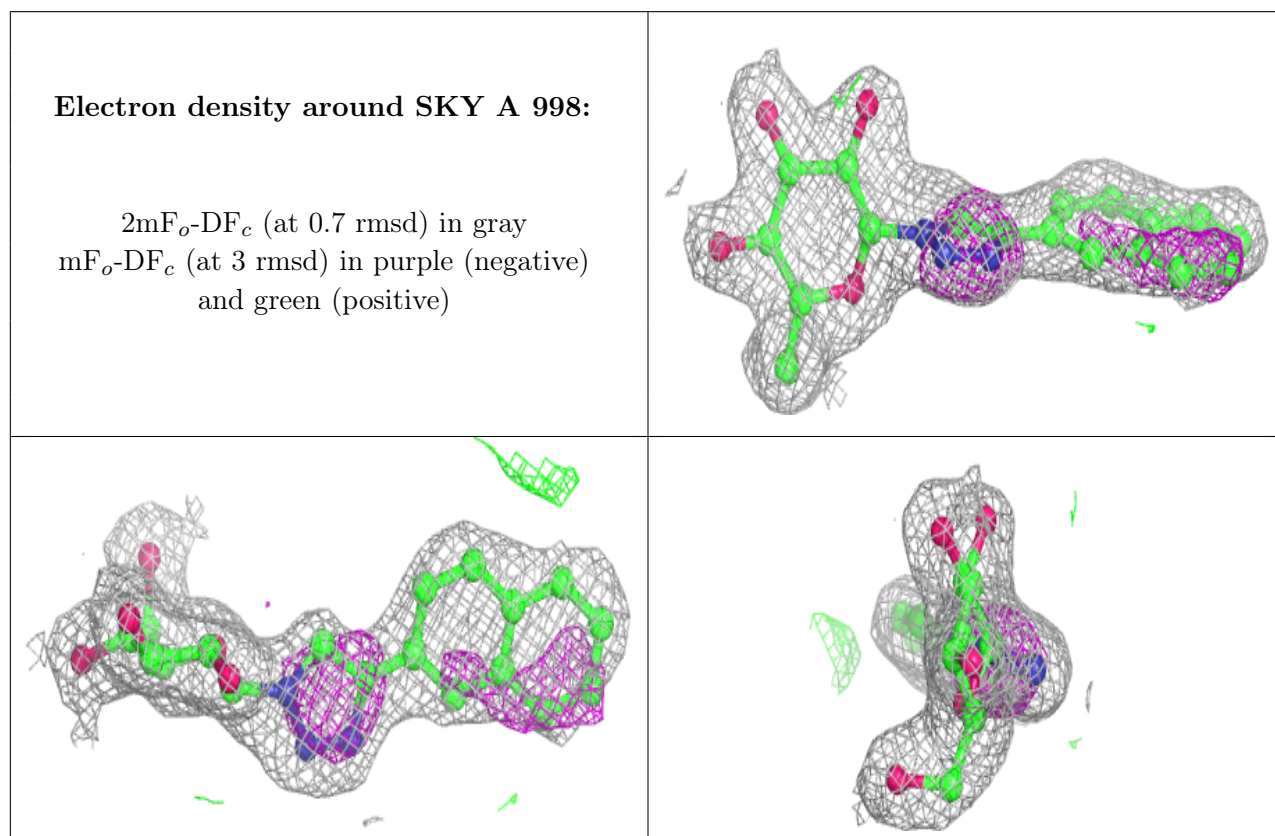 Electron density around SKY A 998:
2mFo-DFc (at 0.7 rmsd) in gray
mFo-DFc (at 3 rmsd) in purple (negative)
and green (positive)